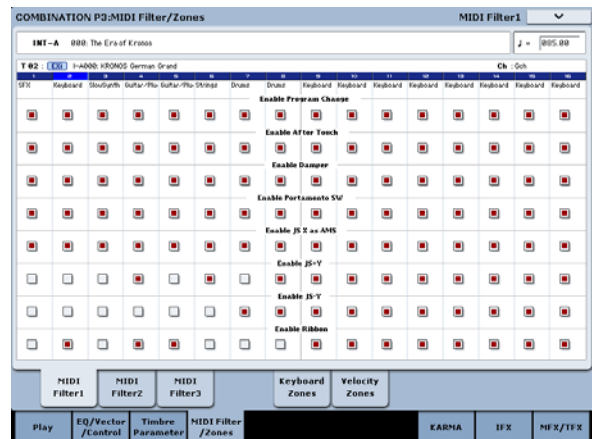 COMBINATION P3:MIDI Filter/Zones MIDI Filter1
INT-A 000: The Era of Kronos ♩ = 085.00
T 02 : EXi I-A000: KRONOS German Grand Ch : Gch
1 2 3 4 5 6 7 8 9 10 11 12 13 14 15 16
SFX Keyboard SlowSynth Guitar/Plu Guitar/Plu Strings Drums Drums Keyboard Keyboard Keyboard Keyboard Keyboard Keyboard Keyboard Keyboard
Enable Program Change
Enable After Touch
Enable Damper
Enable Portamento SW
Enable JS X as AMS
Enable JS+Y
Enable JS-Y
Enable Ribbon
MIDI Filter1 MIDI Filter2 MIDI Filter3 Keyboard Zones Velocity Zones
Play EQ/Vector /Control Timbre Parameter MIDI Filter /Zones KARMA IFX MFX/TFX